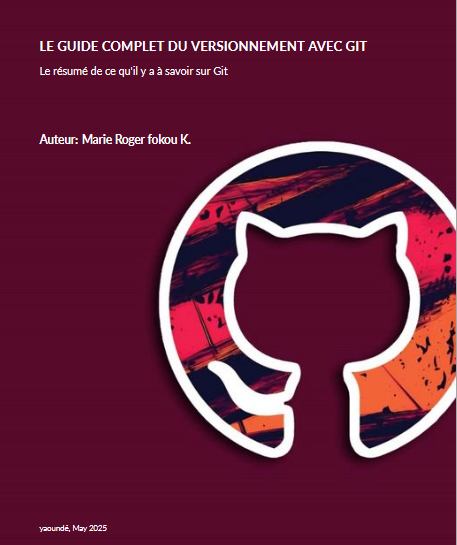 LE GUIDE COMPLET DU VERSIONNEMENT AVEC GIT
Le résumé de ce qu'il y a à savoir sur Git
Auteur: Marie Roger fokou K.
yaoundé, May 2025